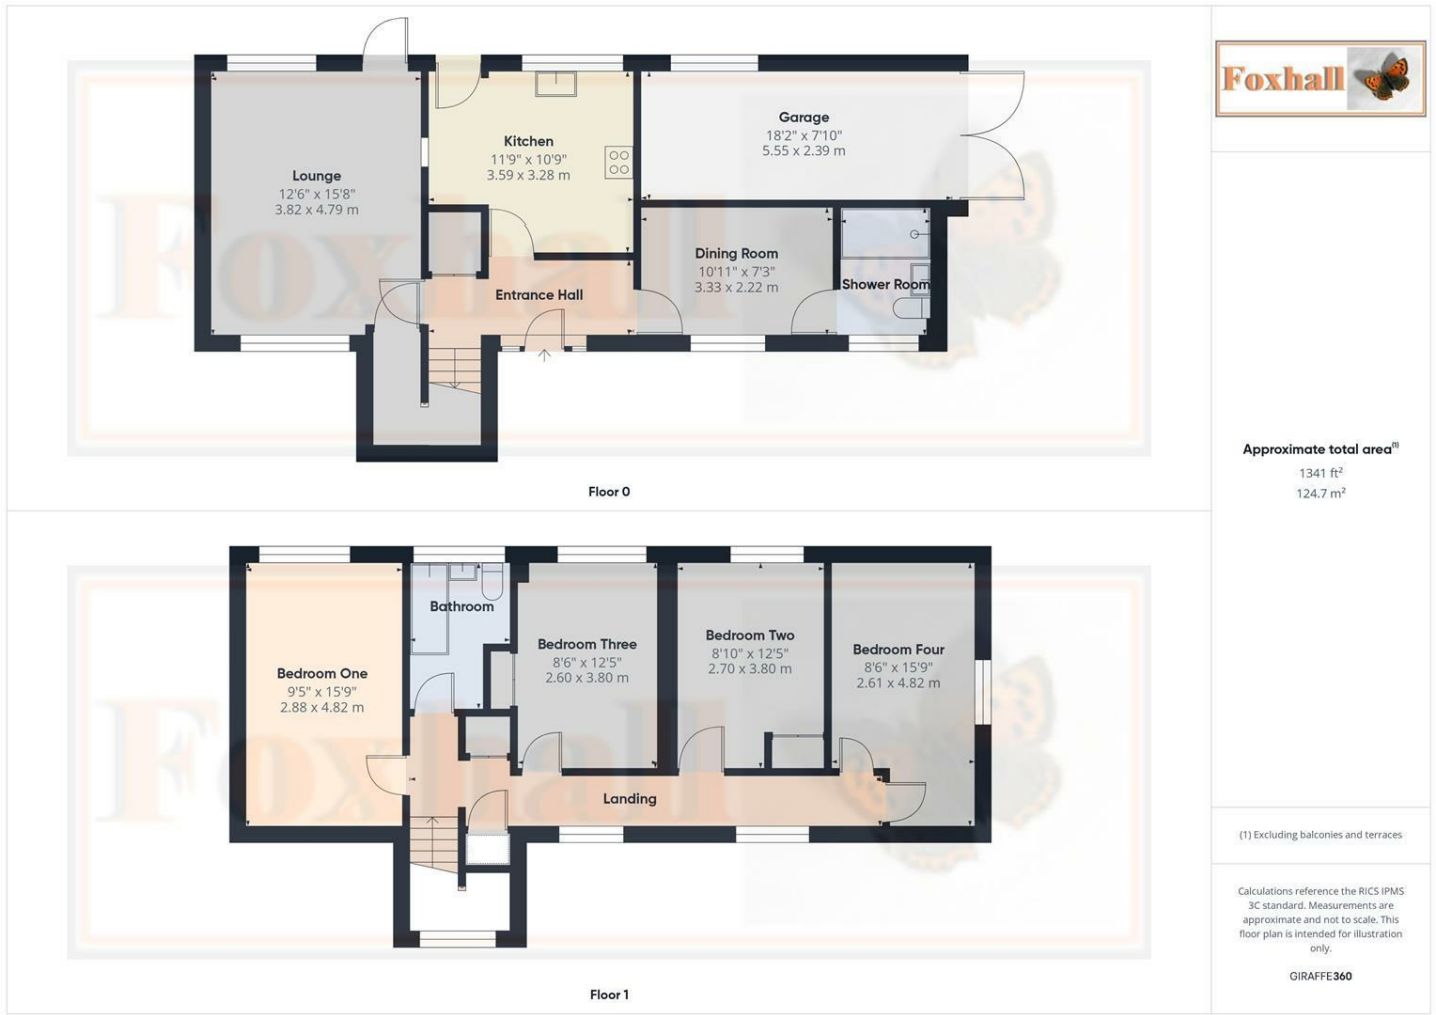 Lounge
12'6" x 15'8"
3.82 x 4.79 m
Kitchen
11'9" x 10'9"
3.59 x 3.28 m
Garage
18'2" x 7'10"
5.55 x 2.39 m
Dining Room
10'11" x 7'3"
3.33 x 2.22 m
Shower Room
Entrance Hall
Foxhall
Floor 0
Bedroom One
9'5" x 15'9"
2.88 x 4.82 m
Bathroom
Bedroom Three
8'6" x 12'5"
2.60 x 3.80 m
Bedroom Two
8'10" x 12'5"
2.70 x 3.80 m
Bedroom Four
8'6" x 15'9"
2.61 x 4.82 m
Landing
Foxhall
Floor 1
Foxhall
Approximate total area(1)
1341 ft²
124.7 m²
(1) Excluding balconies and terraces
Calculations reference the RICS IPMS
3C standard. Measurements are
approximate and not to scale. This
floor plan is intended for illustration
only.
GIRAFFE360